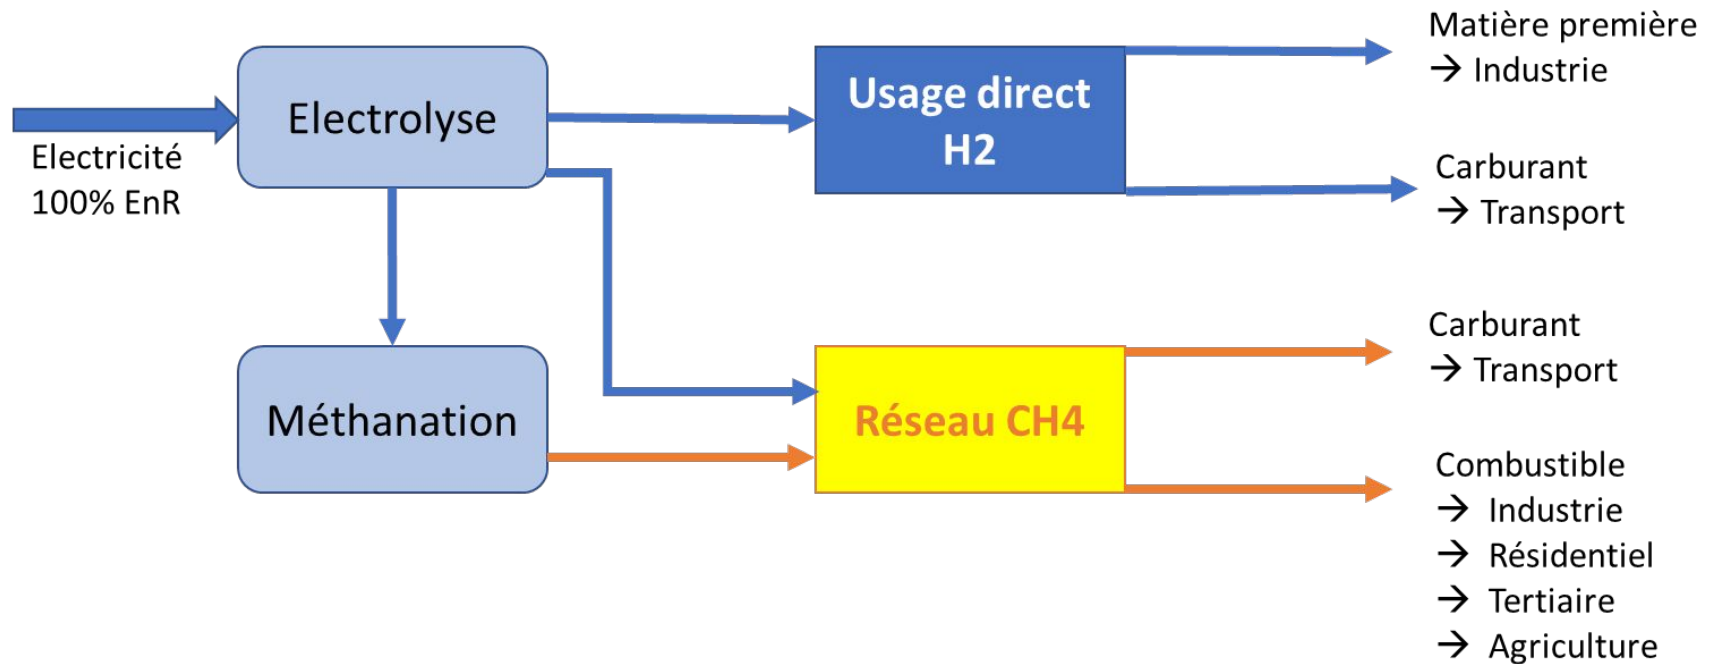 Electricité
100% EnR
Electrolyse
Méthanation
Usage direct
H2
Réseau CH4
Matière première
→ Industrie
Carburant
→ Transport
Carburant
→ Transport
Combustible
→ Industrie
→ Résidentiel
→ Tertiaire
→ Agriculture